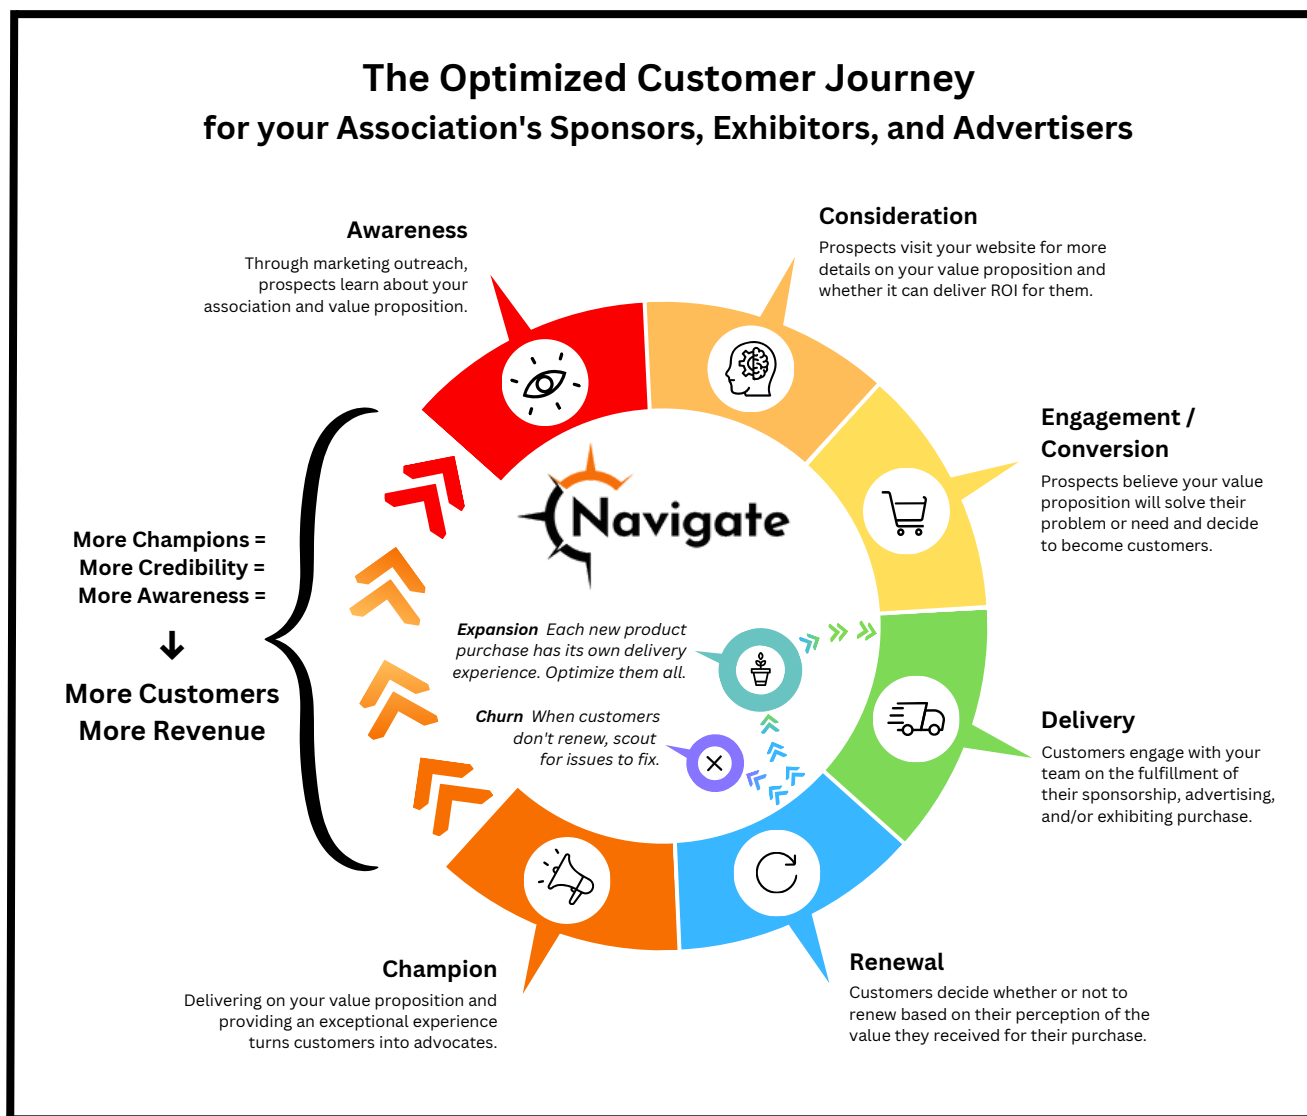 The Optimized Customer Journey
for your Association's Sponsors, Exhibitors, and Advertisers
Awareness
Through marketing outreach,
prospects learn about your
association and value proposition.
Consideration
Prospects visit your website for more
details on your value proposition and
whether it can deliver ROI for them.
Engagement /
Conversion
Prospects believe your value
proposition will solve their
problem or need and decide
to become customers.
Navigate
More Champions =
More Credibility =
More Awareness =
More Customers
More Revenue
Expansion Each new product
purchase has its own delivery
experience. Optimize them all.
Churn When customers
don't renew, scout
for issues to fix.
Delivery
Customers engage with your
team on the fulfillment of
their sponsorship, advertising,
and/or exhibiting purchase.
Renewal
Customers decide whether or not to
renew based on their perception of the
value they received for their purchase.
Champion
Delivering on your value proposition and
providing an exceptional experience
turns customers into advocates.